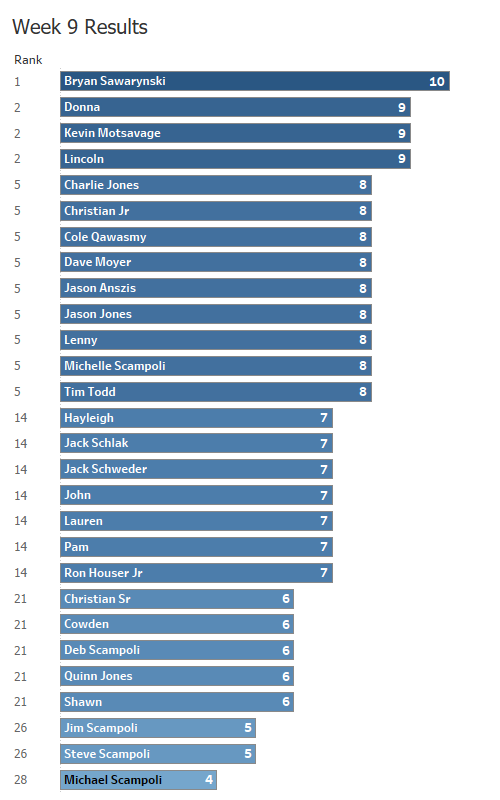 Week 9 Results
Rank
1 Bryan Sawarynski 10
2 Donna 9
2 Kevin Motsavage 9
2 Lincoln 9
5 Charlie Jones 8
5 Christian Jr 8
5 Cole Qawasmy 8
5 Dave Moyer 8
5 Jason Anszis 8
5 Jason Jones 8
5 Lenny 8
5 Michelle Scampoli 8
5 Tim Todd 8
14 Hayleigh 7
14 Jack Schlak 7
14 Jack Schweder 7
14 John 7
14 Lauren 7
14 Pam 7
14 Ron Houser Jr 7
21 Christian Sr 6
21 Cowden 6
21 Deb Scampoli 6
21 Quinn Jones 6
21 Shawn 6
26 Jim Scampoli 5
26 Steve Scampoli 5
28 Michael Scampoli 4